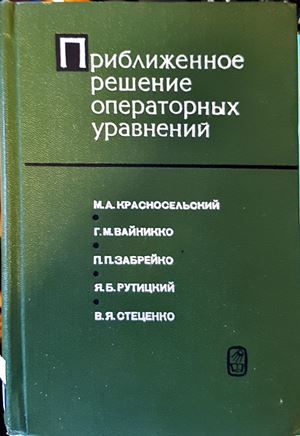 Приближенное
решение
операторных
уравнений
М.А.КРАСНОСЕЛЬСКИЙ
Г.М.ВАЙНИККО
П.П.ЗАБРЕЙКО
Я.Б.РУТИЦКИЙ
В.Я.СТЕЦЕНКО